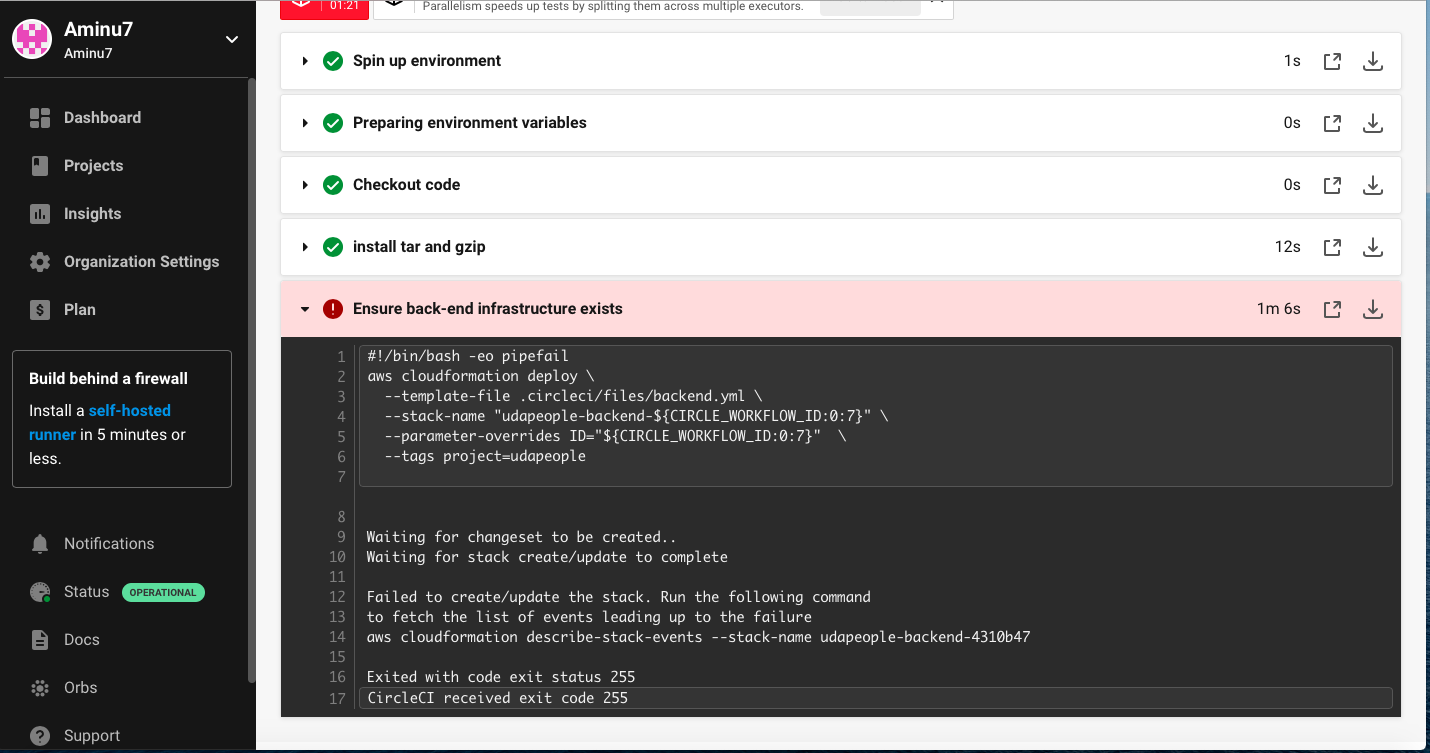 Aminu7
Aminu7
Dashboard
Projects
Insights
Organization Settings
Plan
Build behind a firewall
Install a self-hosted
runner in 5 minutes or
less.
Notifications
Status OPERATIONAL
Docs
Orbs
Support
01:21
Parallelism speeds up tests by splitting them across multiple executors.
Spin up environment 1s
Preparing environment variables 0s
Checkout code 0s
install tar and gzip 12s
Ensure back-end infrastructure exists 1m 6s
1 #!/bin/bash -eo pipefail
2 aws cloudformation deploy \
3 --template-file .circleci/files/backend.yml \
4 --stack-name "udapeople-backend-${CIRCLE_WORKFLOW_ID:0:7}" \
5 --parameter-overrides ID="${CIRCLE_WORKFLOW_ID:0:7}" \
6 --tags project=udapeople
7
8
9 Waiting for changeset to be created..
10 Waiting for stack create/update to complete
11
12 Failed to create/update the stack. Run the following command
13 to fetch the list of events leading up to the failure
14 aws cloudformation describe-stack-events --stack-name udapeople-backend-4310b47
15
16 Exited with code exit status 255
17 CircleCI received exit code 255